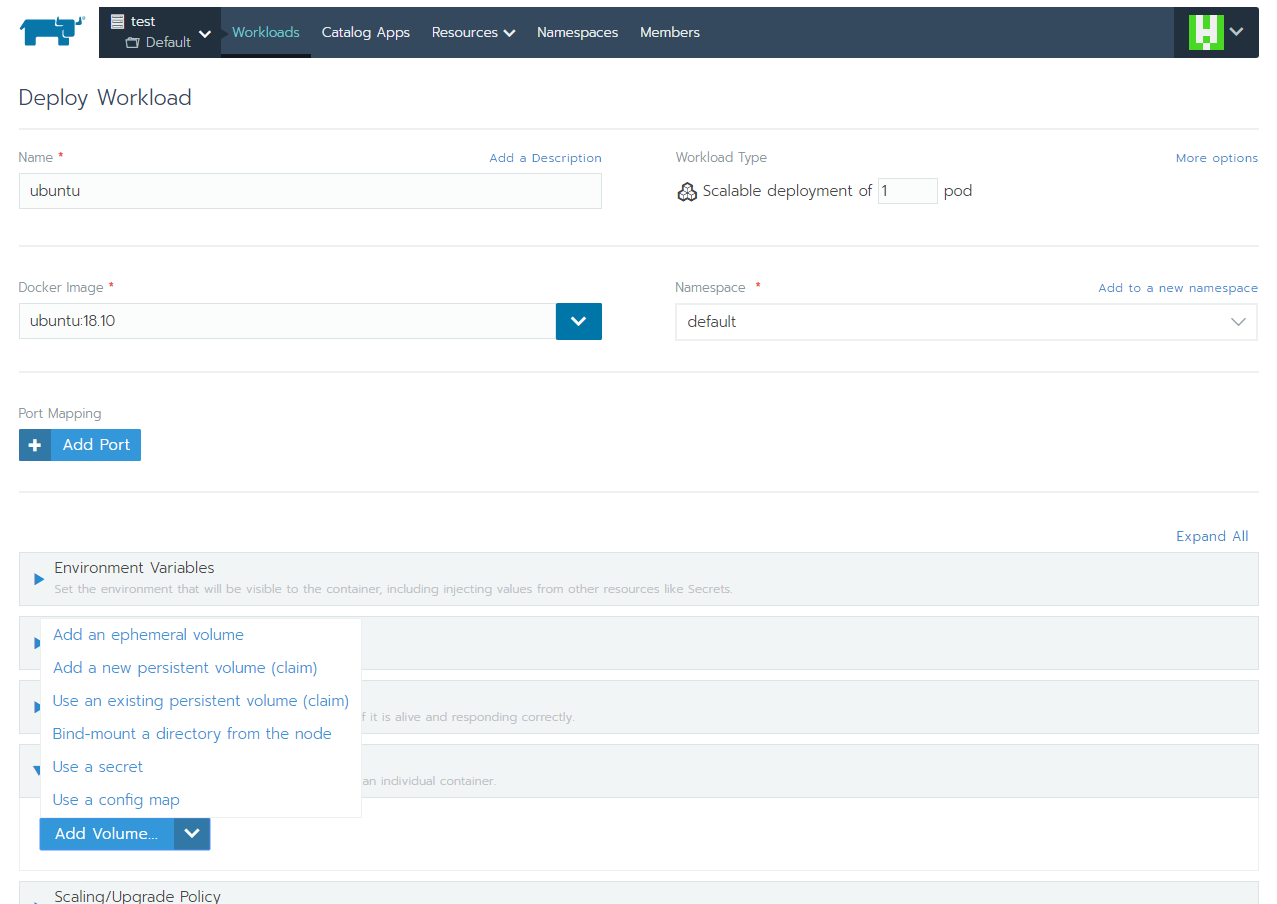 test
Default
Workloads
Catalog Apps
Resources
Namespaces
Members
Deploy Workload
Name *
Add a Description
ubuntu
Workload Type
More options
Scalable deployment of 1 pod
Docker Image *
ubuntu:18.10
Namespace *
Add to a new namespace
default
Port Mapping
Add Port
Expand All
Environment Variables
Set the environment that will be visible to the container, including injecting values from other resources like Secrets.
Add an ephemeral volume
Add a new persistent volume (claim)
Use an existing persistent volume (claim)
if it is alive and responding correctly.
Bind-mount a directory from the node
Use a secret
an individual container.
Use a config map
Add Volume...
Scaling/Upgrade Policy